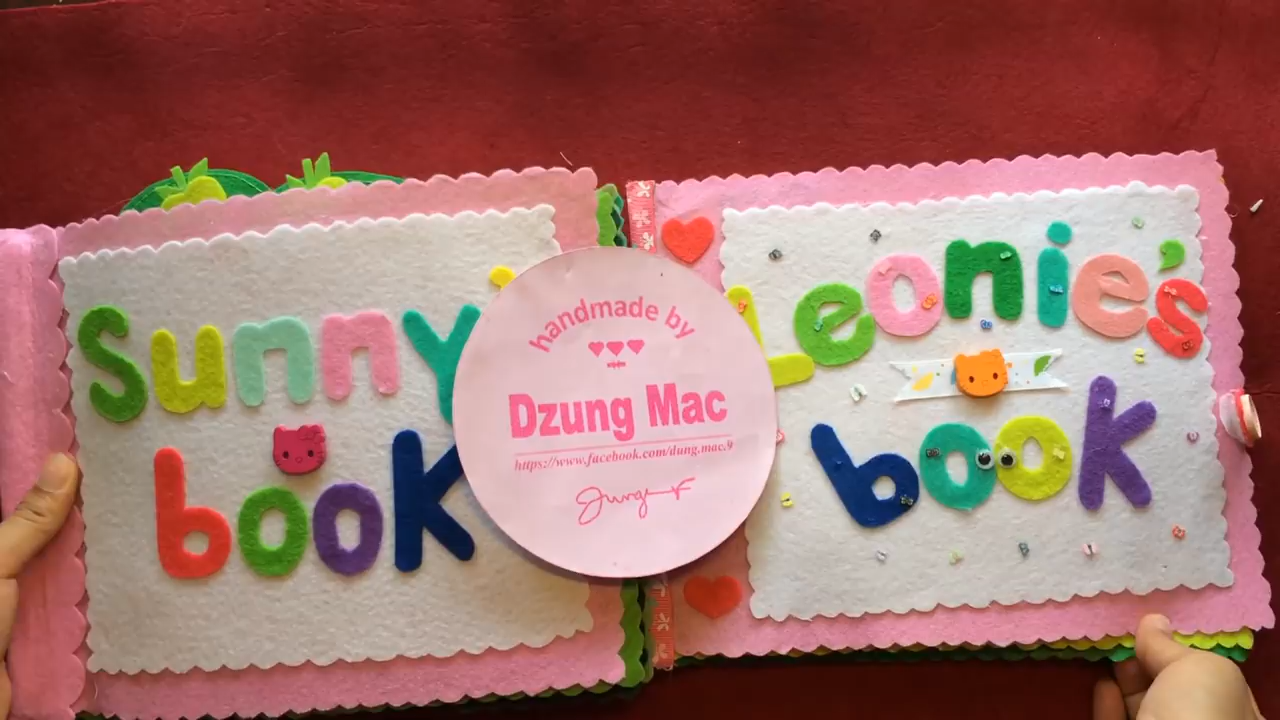 Sunny
book
handmade by
Dzung Mac
https://www.facebook.com/dung.mac.9
Leonie's
book